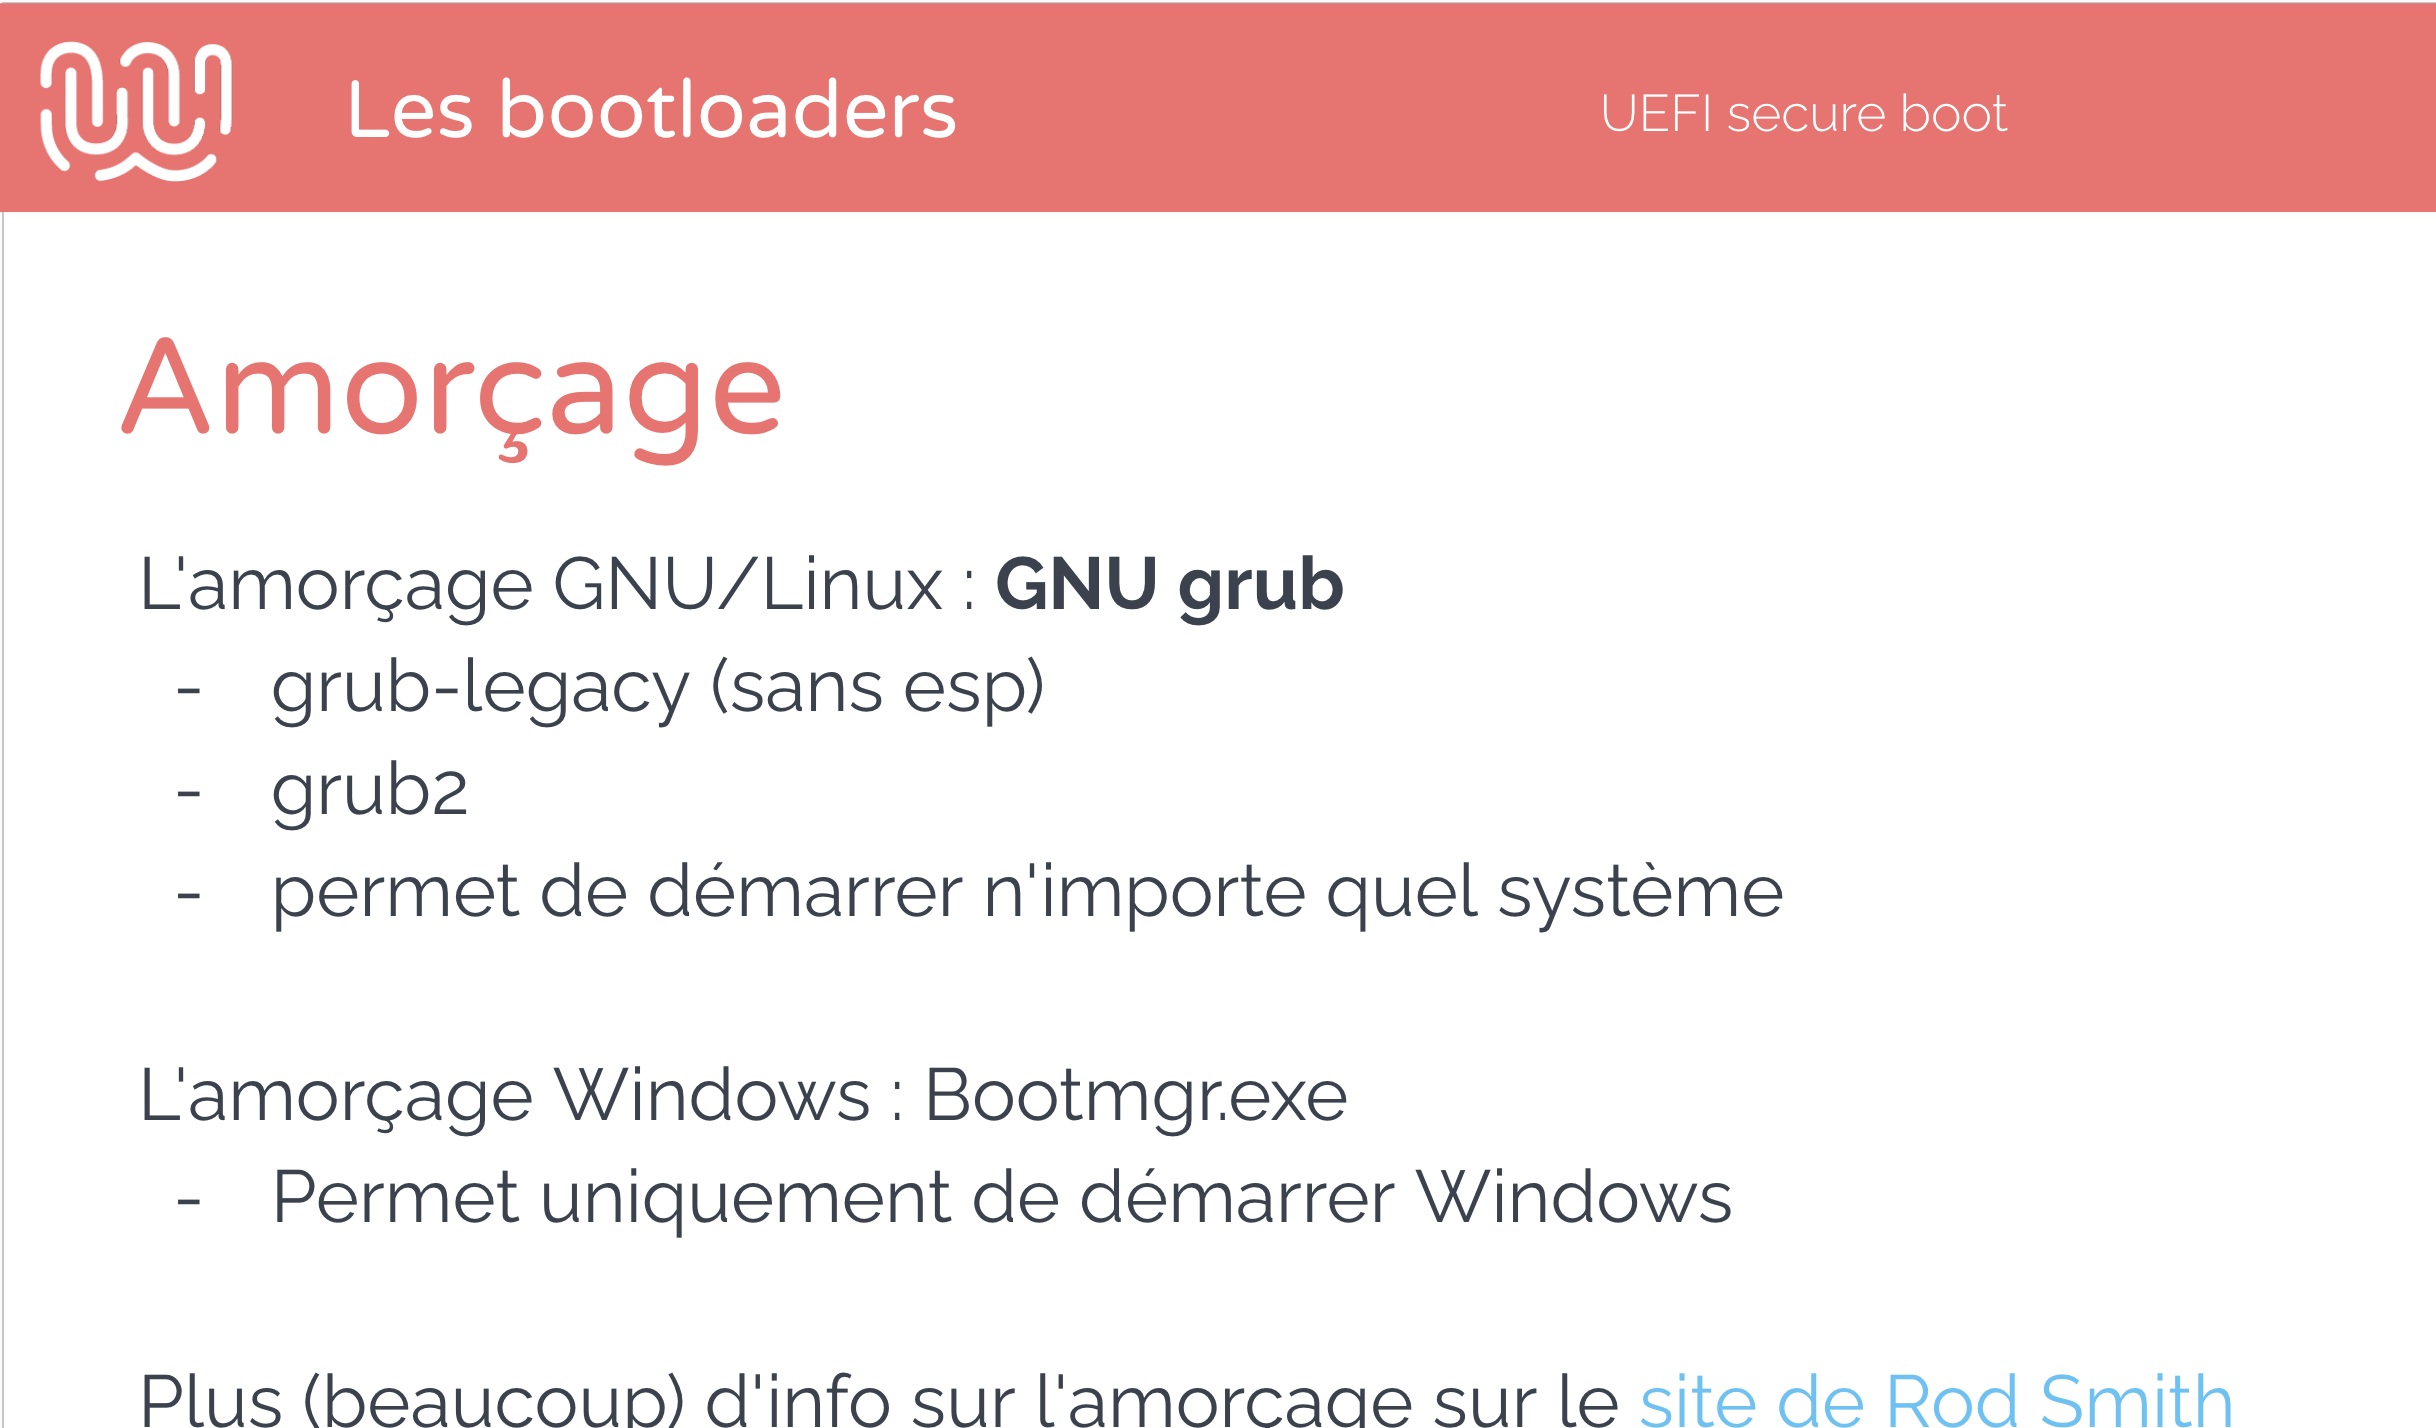 Les bootloaders
UEFI secure boot
Amorçage
L'amorçage GNU/Linux : GNU grub
- grub-legacy (sans esp)
- grub2
- permet de démarrer n'importe quel système
L'amorçage Windows : Bootmgr.exe
- Permet uniquement de démarrer Windows
Plus (beaucoup) d'info sur l'amorçage sur le site de Rod Smith